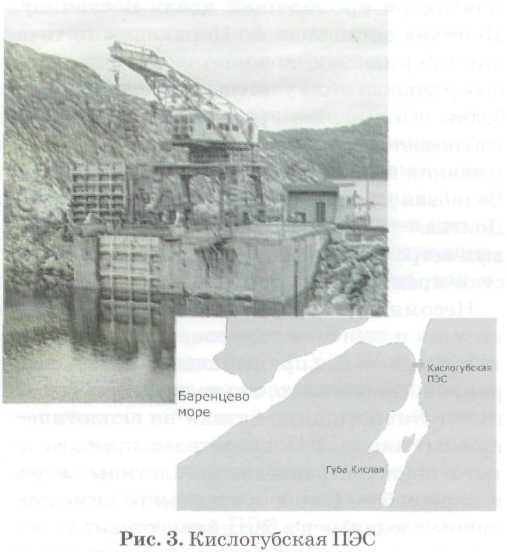 Баренцево
море
Кислогубская
ПЭС
Губа Кислая
Рис. 3. Кислогубская ПЭС